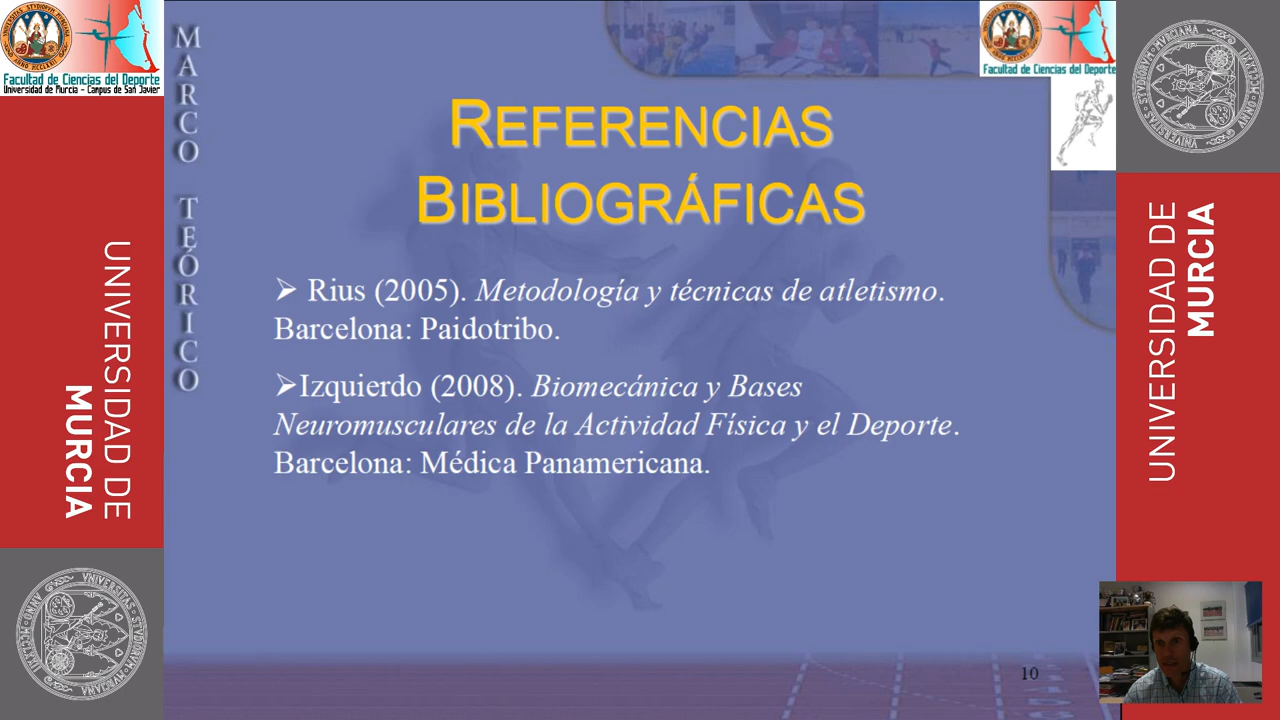 Facultad de Ciencias del Deporte
Universidad de Murcia - Campus de San Javier
UNIVERSIDAD DE
MURCIA
MARCO TEÓRICO
REFERENCIAS
BIBLIOGRÁFICAS
➢ Rius (2005). Metodología y técnicas de atletismo.
Barcelona: Paidotribo.
➢Izquierdo (2008). Biomecánica y Bases
Neuromusculares de la Actividad Física y el Deporte.
Barcelona: Médica Panamericana.
10
Facultad de Ciencias del Deporte
UNIVERSIDAD DE
MURCIA